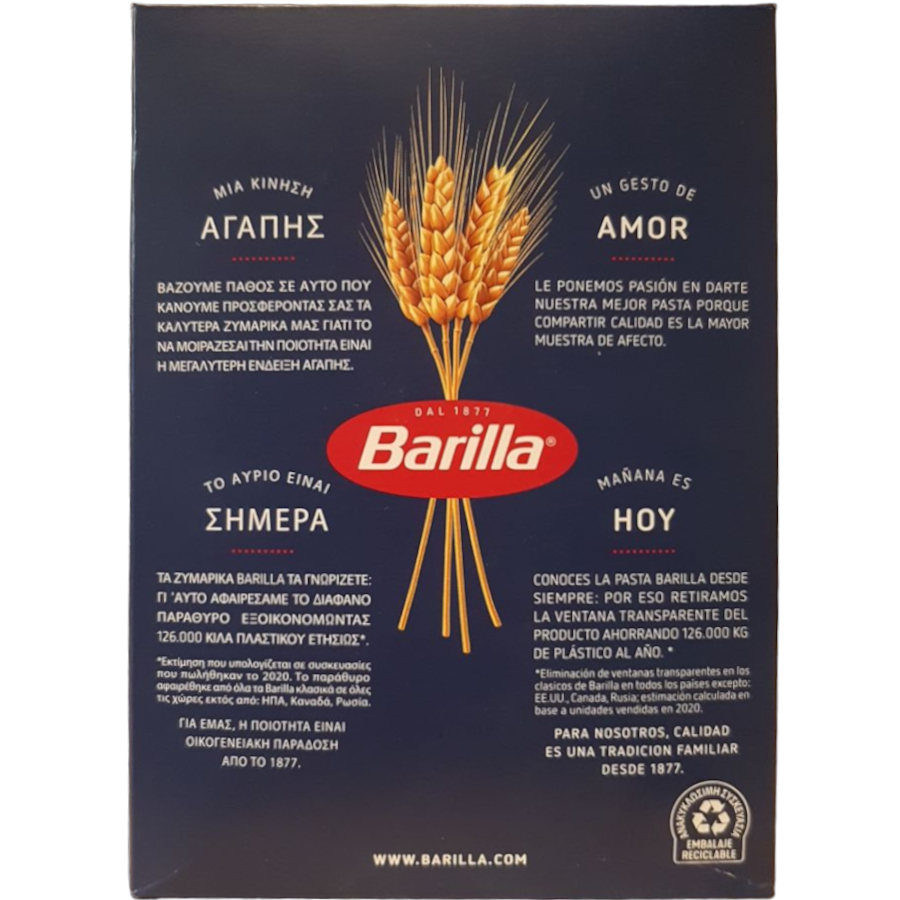 ΜΙΑ ΚΙΝΗΣΗ
ΑΓΑΠΗΣ
ΒΑΖΟΥΜΕ ΠΑΘΟΣ ΣΕ ΑΥΤΟ ΠΟΥ
ΚΑΝΟΥΜΕ ΠΡΟΣΦΕΡΟΝΤΑΣ ΣΑΣ ΤΑ
ΚΑΛΥΤΕΡΑ ΖΥΜΑΡΙΚΑ ΜΑΣ ΓΙΑΤΙ ΤΟ
ΝΑ ΜΟΙΡΑΖΕΣΑΙ ΤΗΝ ΠΟΙΟΤΗΤΑ ΕΙΝΑΙ
Η ΜΕΓΑΛΥΤΕΡΗ ΕΝΔΕΙΞΗ ΑΓΑΠΗΣ.
UN GESTO DE
AMOR
LE PONEMOS PASIÓN EN DARTE
NUESTRA MEJOR PASTA PORQUE
COMPARTIR CALIDAD ES LA MAYOR
MUESTRA DE AFECTO.
DAL 1877
Barilla®
ΤΟ ΑΥΡΙΟ ΕΙΝΑΙ
ΣΗΜΕΡΑ
ΤΑ ΖΥΜΑΡΙΚΑ BARILLA ΤΑ ΓΝΩΡΙΖΕΤΕ:
ΓΙ 'ΑΥΤΟ ΑΦΑΙΡΕΣΑΜΕ ΤΟ ΔΙΑΦΑΝΟ
ΠΑΡΑΘΥΡΟ ΕΞΟΙΚΟΝΟΜΩΝΤΑΣ
126.000 ΚΙΛΑ ΠΛΑΣΤΙΚΟΥ ΕΤΗΣΙΩΣ*.
*Εκτίμηση που υπολογίζεται σε συσκευασίες
που πωλήθηκαν το 2020. Το παράθυρο
αφαιρέθηκε από όλα τα Barilla κλασικά σε όλες
τις χώρες εκτός από: ΗΠΑ, Καναδά, Ρωσία.
ΓΙΑ ΕΜΑΣ, Η ΠΟΙΟΤΗΤΑ ΕΙΝΑΙ
ΟΙΚΟΓΕΝΕΙΑΚΗ ΠΑΡΑΔΟΣΗ
ΑΠΟ ΤΟ 1877.
MAÑANA ES
HOY
CONOCES LA PASTA BARILLA DESDE
SIEMPRE: POR ESO RETIRAMOS
LA VENTANA TRANSPARENTE DEL
PRODUCTO AHORRANDO 126.000 KG
DE PLÁSTICO AL AÑO. *
*Eliminación de ventanas transparentes en los
clasicos de Barilla en todos los países excepto:
EE.UU., Canada, Rusia; estimación calculada en
base a unidades vendidas en 2020.
PARA NOSOTROS, CALIDAD
ES UNA TRADICION FAMILIAR
DESDE 1877.
ΑΝΑΚΥΚΛΩΣΙΜΗ ΣΥΣΚΕΥΑΣΙΑ
EMBALAJE
RECICLABLE
WWW.BARILLA.COM